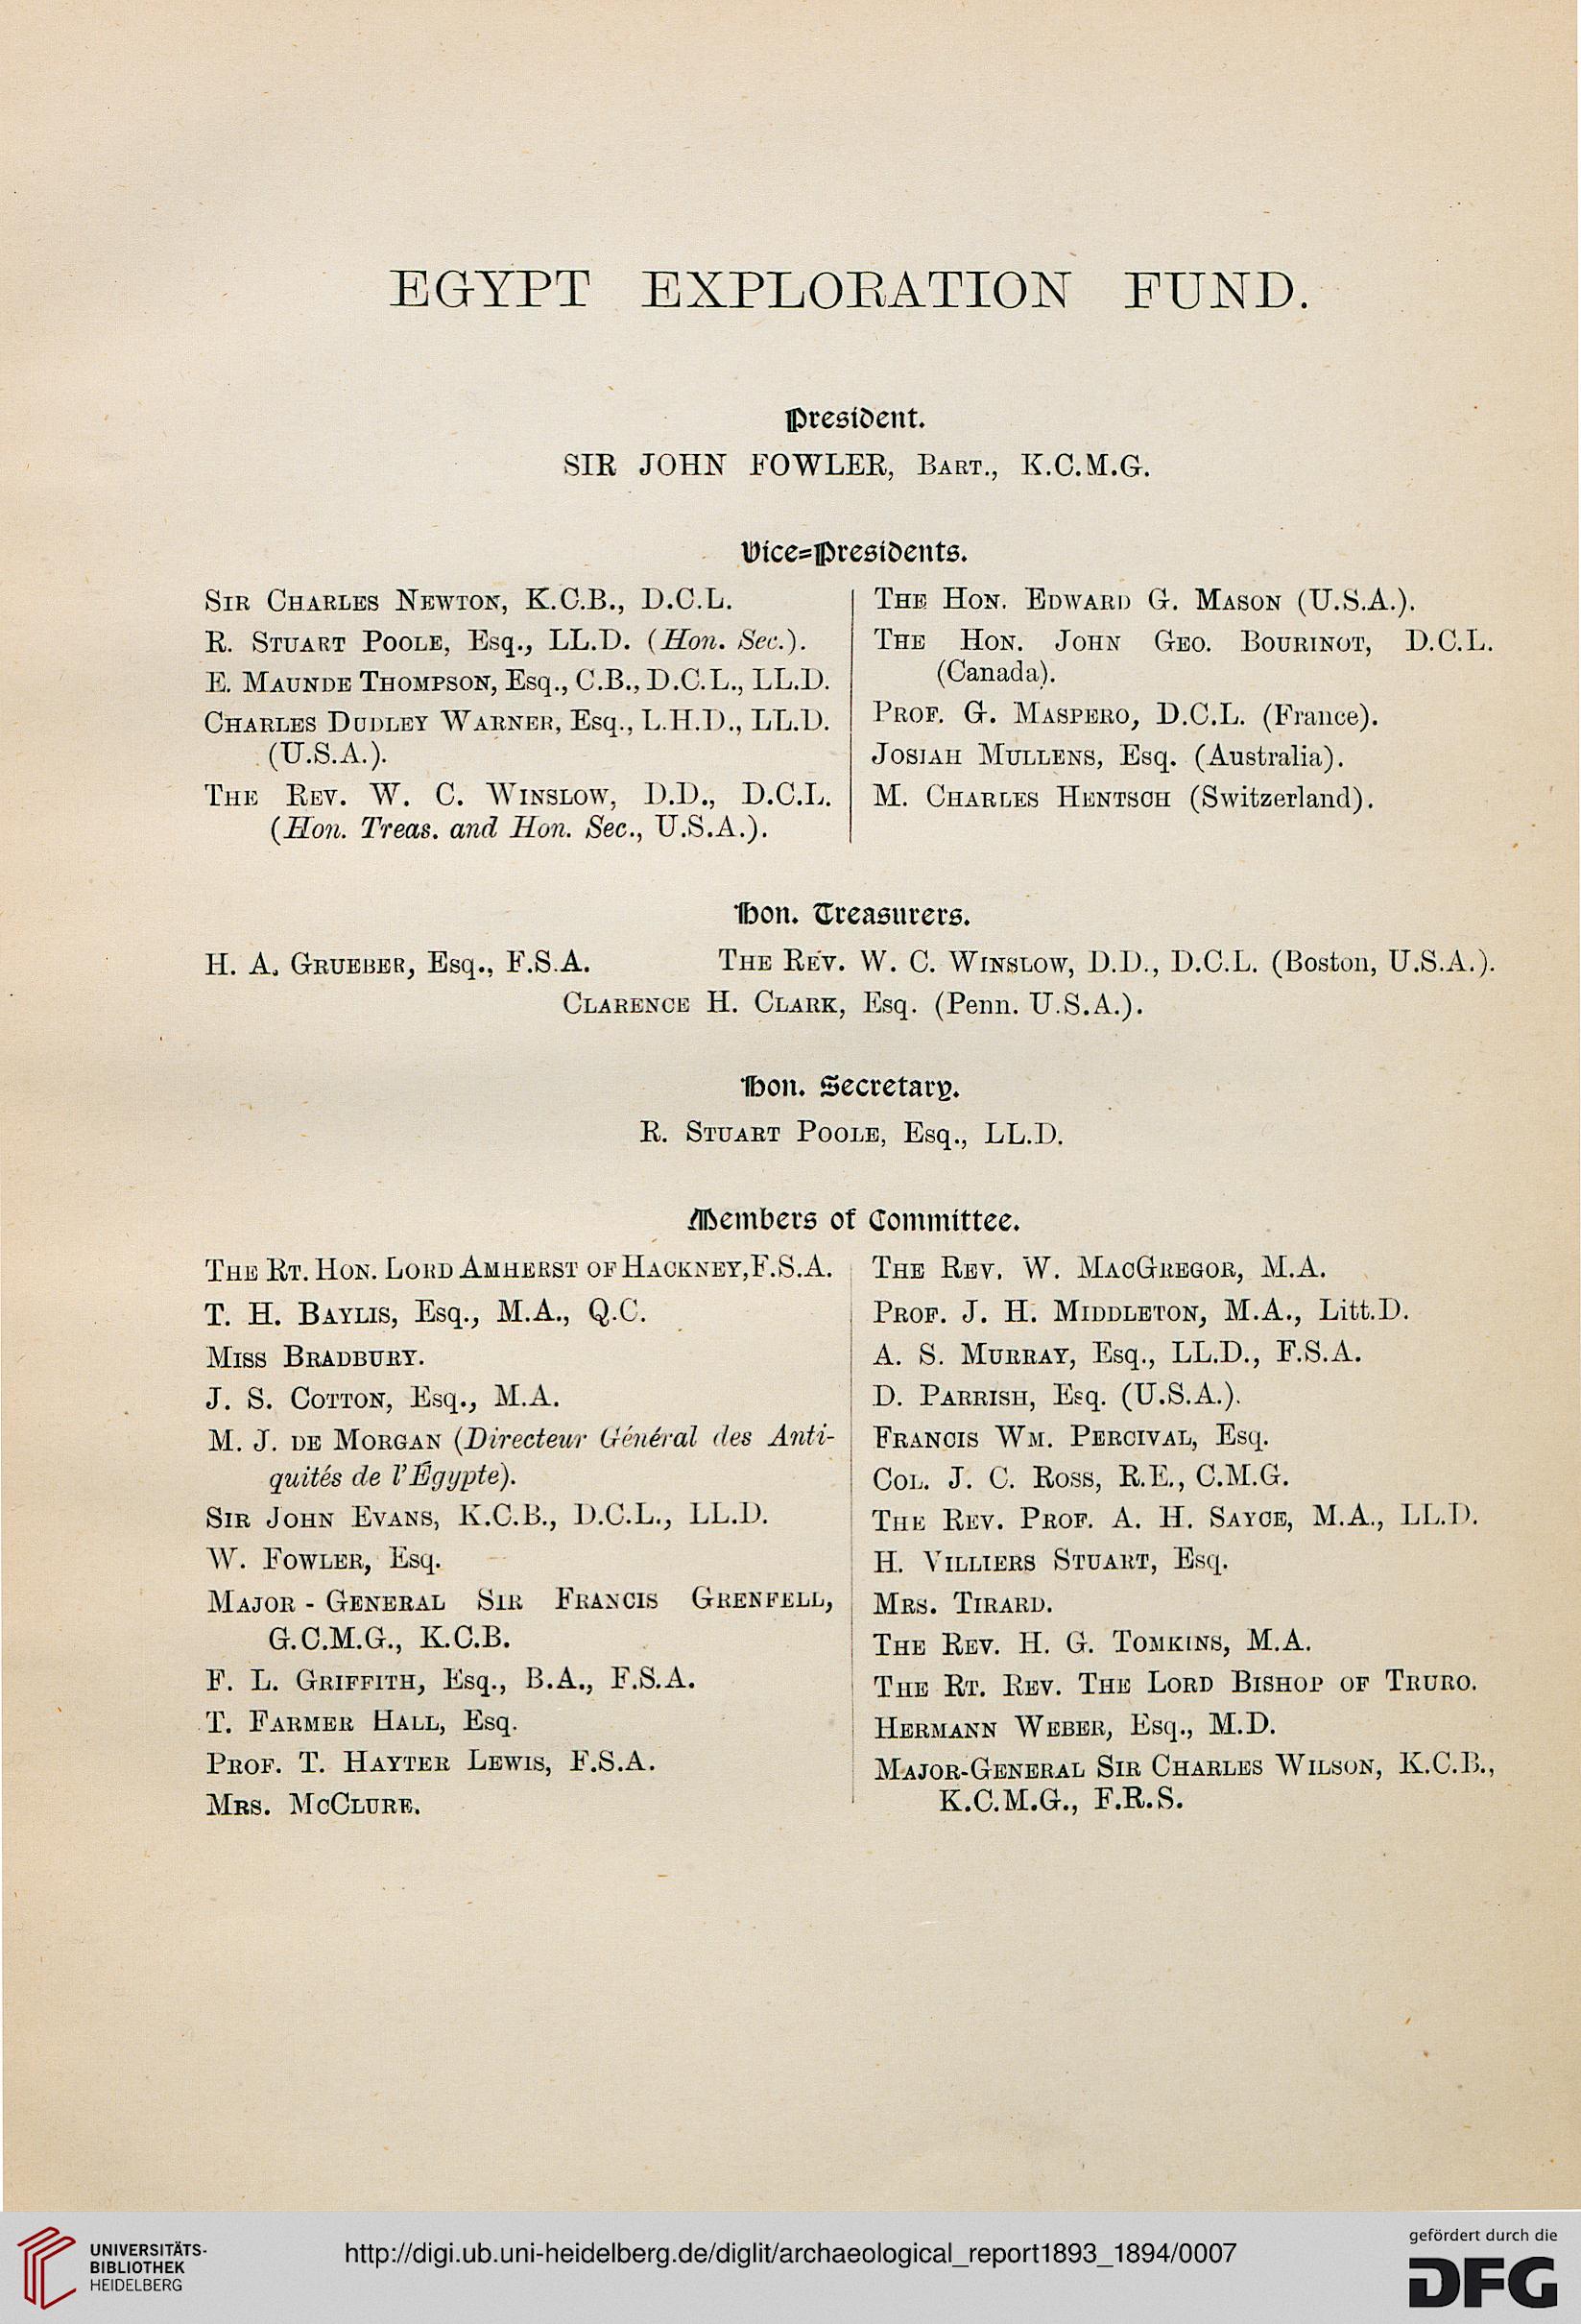 EGYPT EXPLORATION FUND.
President.
SIR JOHN FOWLER, BART., K.C.M.G.
Vice=Presidents.
SIR CHARLES NEWTON, K.C.B., D.C.L.
R. STUART POOLE, Esq., LL.D. (Hon. Sec.).
E. MAUNDE THOMPSON, Esq., C.B., D.C.L., LL.D.
CHARLES DUDLEY WARNER, Esq., L.H.D., LL.D.
(U.S.A.).
THE REV. W. C. WINSLOW, D.D., D.C.L.
(Hon. Treas. and Hon. Sec., U.S.A.).
THE HON. EDWARD G. MASON (U.S.A.).
THE HON. JOHN GEO. BOURINOT, D.C.L.
(Canada).
PROF. G. MASPERO, D.C.L. (France).
JOSIAH MULLENS, Esq. (Australia).
M. CHARLES HENTSCH (Switzerland).
Hon. Treasurers.
H. A. GRUEBER, Esq., F.S.A. THE REV. W. C. WINSLOW, D.D., D.C.L. (Boston, U.S.A.).
CLARENCE H. CLARK, Esq. (Penn. U.S.A.).
Hon. Secretary.
R. STUART POOLE, Esq., LL.D.
Members of Committee.
THE RT. HON. LORD AMHERST OF HACKNEY, F.S.A.
T. H. BAYLIS, Esq., M.A., Q.C.
MISS BRADBURY.
J. S. COTTON, Esq., M.A.
M. J. DE MORGAN (Directeur Général des Anti-
quités de l'Égypte).
SIR JOHN EVANS, K.C.B., D.C.L., LL.D.
W. FOWLER, Esq.
MAJOR-GENERAL SIR FRANCIS GRENFELL,
G.C.M.G., K.C.B.
F. L. GRIFFITH, Esq., B.A., F.S.A.
T. FARMER HALL, Esq.
PROF. T. HAYTER LEWIS, F.S.A.
MRS. MCCLURE.
THE REV. W. MACGREGOR, M.A.
PROF. J. H. MIDDLETON, M.A., Litt.D.
A. S. MURRAY, Esq., LL.D., F.S.A.
D. PARRISH, Esq. (U.S.A.).
FRANCIS WM. PERCIVAL, Esq.
COL. J. C. ROSS, R.E., C.M.G.
THE REV. PROF. A. H. SAYCE, M.A., LL.D.
H. VILLIERS STUART, Esq.
MRS. TIRARD.
THE REV. H. G. TOMKINS, M.A.
THE RT. REV. THE LORD BISHOP OF TRURO.
HERMANN WEBER, Esq., M.D.
MAJOR-GENERAL SIR CHARLES WILSON, K.C.B.,
K.C.M.G., F.R.S.
UNIVERSITÄTS-
BIBLIOTHEK
HEIDELBERG
http://digi.ub.uni-heidelberg.de/diglit/archaeological_report1893_1894/0007
gefördert durch die
DFG